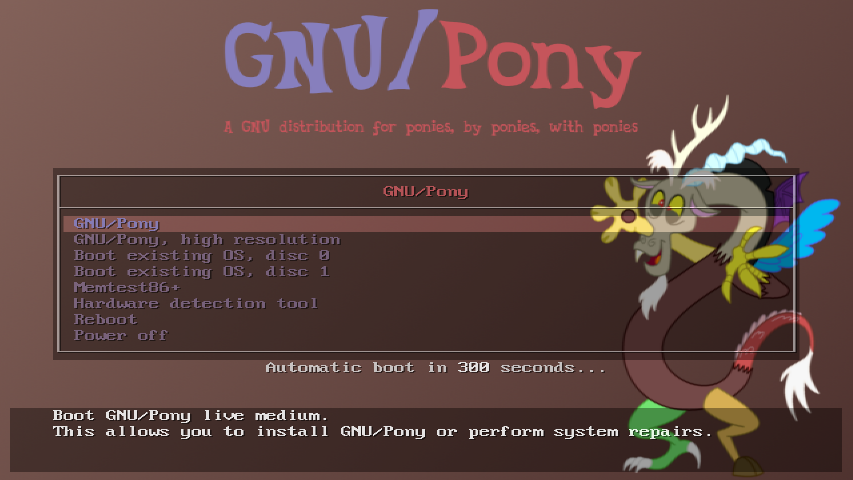 GNU/Pony
A GNU distribution for ponies, by ponies, with ponies
GNU/Pony
GNU/Pony
GNU/Pony, high resolution
Boot existing OS, disc 0
Boot existing OS, disc 1
Memtest86+
Hardware detection tool
Reboot
Power off
Automatic boot in 300 seconds...
Boot GNU/Pony live medium.
This allows you to install GNU/Pony or perform system repairs.